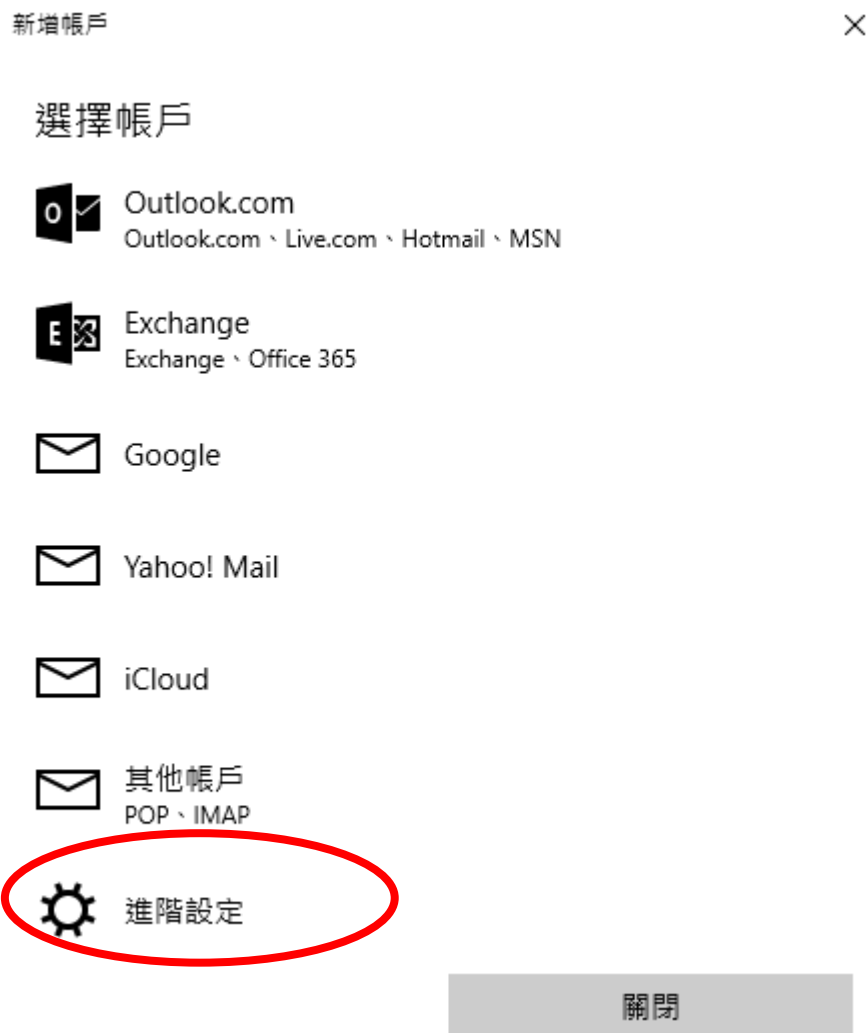 新增帳戶
選擇帳戶
Outlook.com
Outlook.com、Live.com、Hotmail、MSN
Exchange
Exchange、Office 365
Google
Yahoo! Mail
iCloud
其他帳戶
POP、IMAP
進階設定
關閉